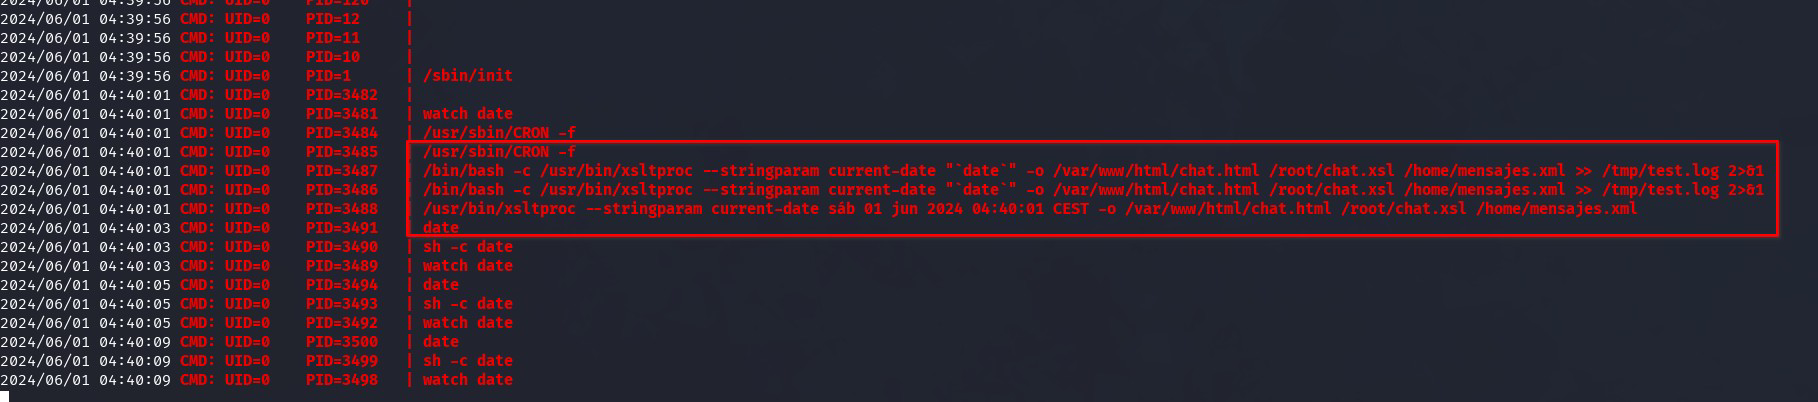 2024/06/01 04:39:56 CMD: UID=0 PID=120 |
2024/06/01 04:39:56 CMD: UID=0 PID=12 |
2024/06/01 04:39:56 CMD: UID=0 PID=11 |
2024/06/01 04:39:56 CMD: UID=0 PID=10 |
2024/06/01 04:39:56 CMD: UID=0 PID=1 | /sbin/init
2024/06/01 04:40:01 CMD: UID=0 PID=3482 |
2024/06/01 04:40:01 CMD: UID=0 PID=3481 | watch date
2024/06/01 04:40:01 CMD: UID=0 PID=3484 | /usr/sbin/CRON -f
2024/06/01 04:40:01 CMD: UID=0 PID=3485 | /usr/sbin/CRON -f
2024/06/01 04:40:01 CMD: UID=0 PID=3487 | /bin/bash -c /usr/bin/xsltproc --stringparam current-date "`date`" -o /var/www/html/chat.html /root/chat.xsl /home/mensajes.xml >> /tmp/test.log 2>&1
2024/06/01 04:40:01 CMD: UID=0 PID=3486 | /bin/bash -c /usr/bin/xsltproc --stringparam current-date "`date`" -o /var/www/html/chat.html /root/chat.xsl /home/mensajes.xml >> /tmp/test.log 2>&1
2024/06/01 04:40:01 CMD: UID=0 PID=3488 | /usr/bin/xsltproc --stringparam current-date sáb 01 jun 2024 04:40:01 CEST -o /var/www/html/chat.html /root/chat.xsl /home/mensajes.xml
2024/06/01 04:40:03 CMD: UID=0 PID=3491 | date
2024/06/01 04:40:03 CMD: UID=0 PID=3490 | sh -c date
2024/06/01 04:40:03 CMD: UID=0 PID=3489 | watch date
2024/06/01 04:40:05 CMD: UID=0 PID=3494 | date
2024/06/01 04:40:05 CMD: UID=0 PID=3493 | sh -c date
2024/06/01 04:40:05 CMD: UID=0 PID=3492 | watch date
2024/06/01 04:40:09 CMD: UID=0 PID=3500 | date
2024/06/01 04:40:09 CMD: UID=0 PID=3499 | sh -c date
2024/06/01 04:40:09 CMD: UID=0 PID=3498 | watch date